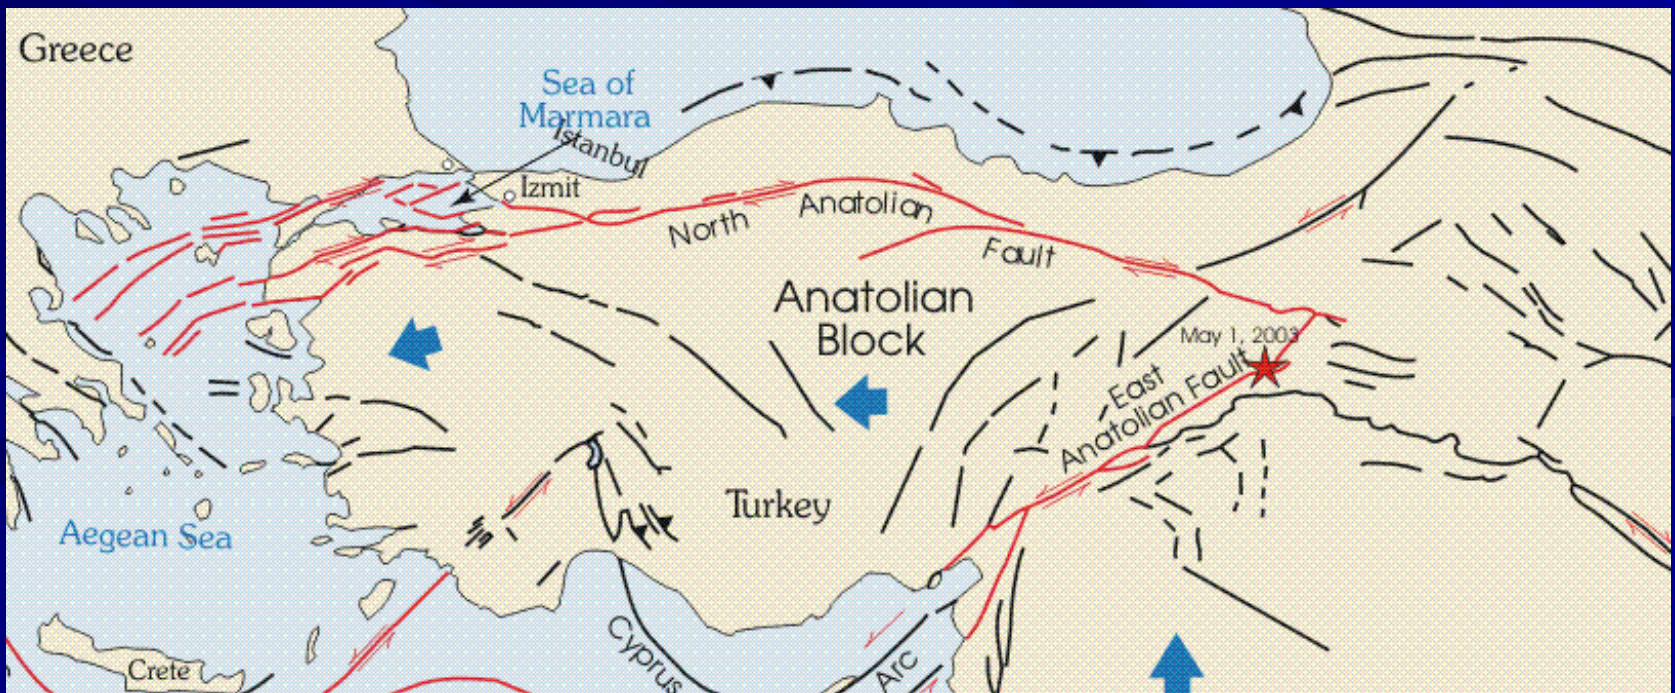 Greece
Sea of
Marmara
Istanbul
Izmit
North
Anatolian
Fault
Anatolian
Block
May 1, 2003
East
Anatolian Fault
Turkey
Aegean Sea
Crete
Cyprus
Arc